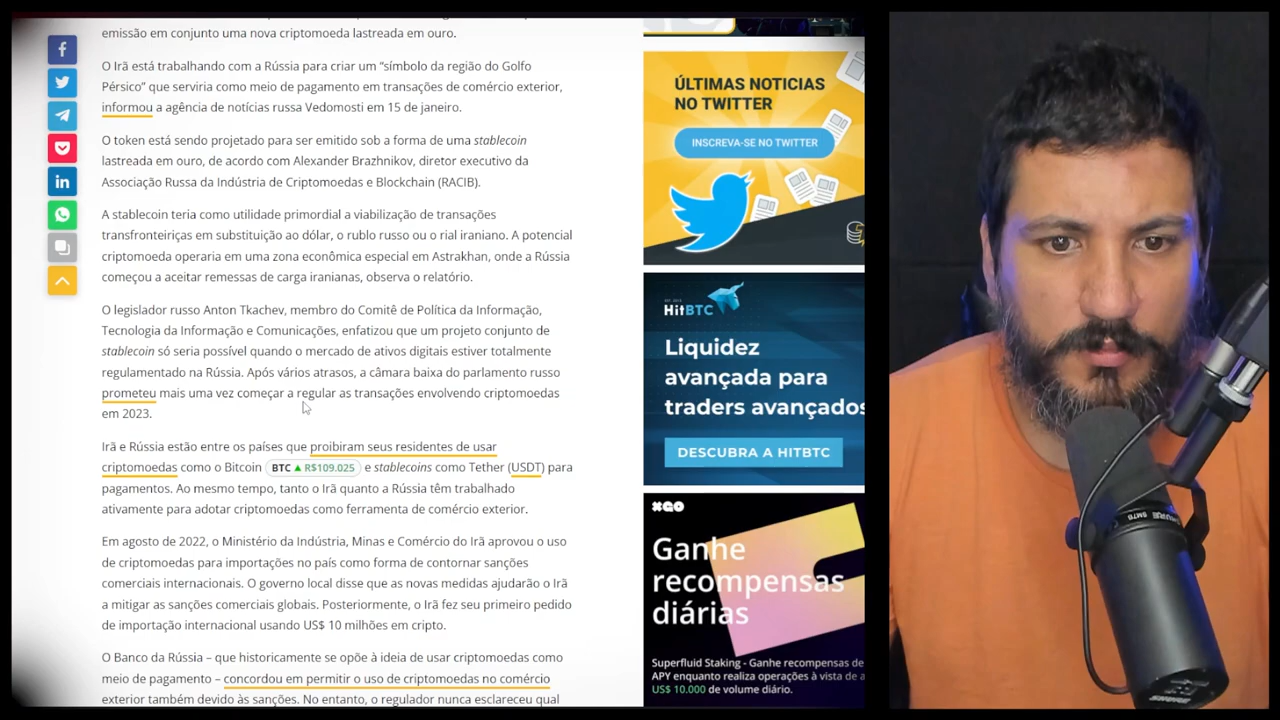 emissão em conjunto uma nova criptomoeda lastreada em ouro.
O Irã está trabalhando com a Rússia para criar um “símbolo da região do Golfo
Pérsico” que serviria como meio de pagamento em transações de comércio exterior,
informou a agência de notícias russa Vedomosti em 15 de janeiro.
O token está sendo projetado para ser emitido sob a forma de uma stablecoin
lastreada em ouro, de acordo com Alexander Brazhnikov, diretor executivo da
Associação Russa da Indústria de Criptomoedas e Blockchain (RACIB).
A stablecoin teria como utilidade primordial a viabilização de transações
transfronteiriças em substituição ao dólar, o rublo russo ou o rial iraniano. A potencial
criptomoeda operaria em uma zona econômica especial em Astrakhan, onde a Rússia
começou a aceitar remessas de carga iranianas, observa o relatório.
O legislador russo Anton Tkachev, membro do Comitê de Política da Informação,
Tecnologia da Informação e Comunicações, enfatizou que um projeto conjunto de
stablecoin só seria possível quando o mercado de ativos digitais estiver totalmente
regulamentado na Rússia. Após vários atrasos, a câmara baixa do parlamento russo
prometeu mais uma vez começar a regular as transações envolvendo criptomoedas
em 2023.
Irã e Rússia estão entre os países que proibiram seus residentes de usar
criptomoedas como o Bitcoin BTC ▲ R$109.025 e stablecoins como Tether (USDT) para
pagamentos. Ao mesmo tempo, tanto o Irã quanto a Rússia têm trabalhado
ativamente para adotar criptomoedas como ferramenta de comércio exterior.
Em agosto de 2022, o Ministério da Indústria, Minas e Comércio do Irã aprovou o uso
de criptomoedas para importações no país como forma de contornar sanções
comerciais internacionais. O governo local disse que as novas medidas ajudarão o Irã
a mitigar as sanções comerciais globais. Posteriormente, o Irã fez seu primeiro pedido
de importação internacional usando US$ 10 milhões em cripto.
O Banco da Rússia – que historicamente se opõe à ideia de usar criptomoedas como
meio de pagamento – concordou em permitir o uso de criptomoedas no comércio
exterior também devido às sanções. No entanto, o regulador nunca esclareceu qual
ÚLTIMAS NOTICIAS
NO TWITTER
INSCREVA-SE NO TWITTER
HitBTC
Liquidez
avançada para
traders avançados
DESCUBRA A HITBTC
Ganhe
recompensas
diárias
Superfluid Staking - Ganhe recompensas de
APY enquanto realiza operações à vista de a
US$ 10.000 de volume diário.
SM7B